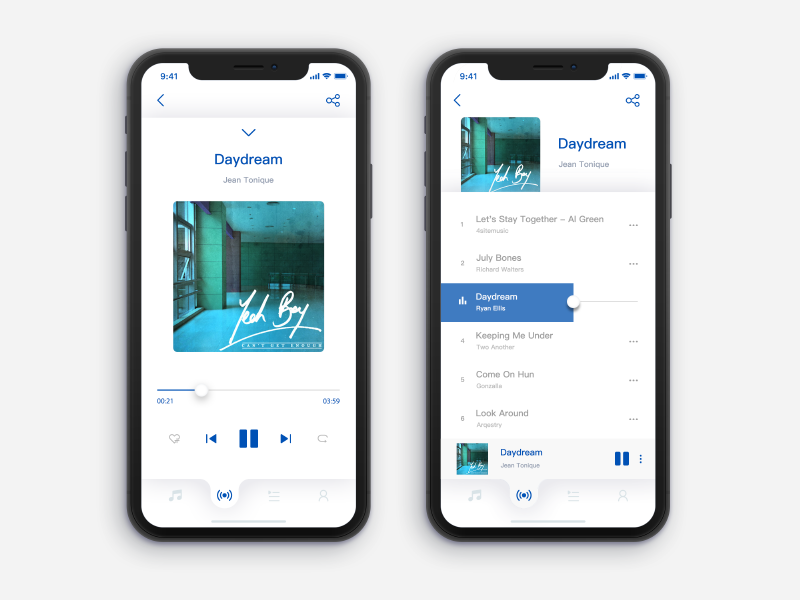 9:41
Daydream
Jean Tonique
Yeah Boy
CAN'T GET ENOUGH
00:21
03:59
9:41
Yeah Boy
Daydream
Jean Tonique
1
Let's Stay Together – Al Green
4sitemusic
2
July Bones
Richard Walters
Daydream
Ryan Ellis
4
Keeping Me Under
Two Another
5
Come On Hun
Gonzalla
6
Look Around
Arqestry
Daydream
Jean Tonique